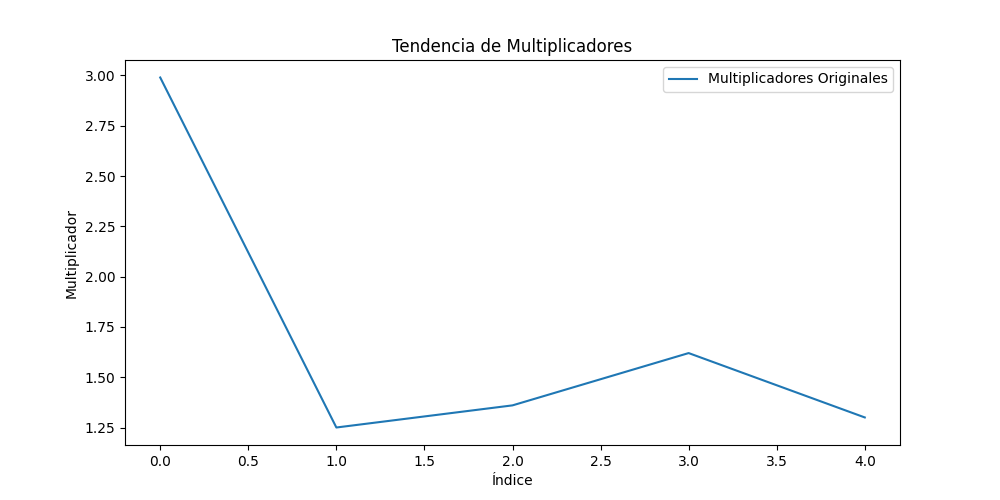 Tendencia de Multiplicadores
Multiplicadores Originales
3.00
2.75
2.50
2.25
2.00
1.75
1.50
1.25
Multiplicador
0.0 0.5 1.0 1.5 2.0 2.5 3.0 3.5 4.0
Índice